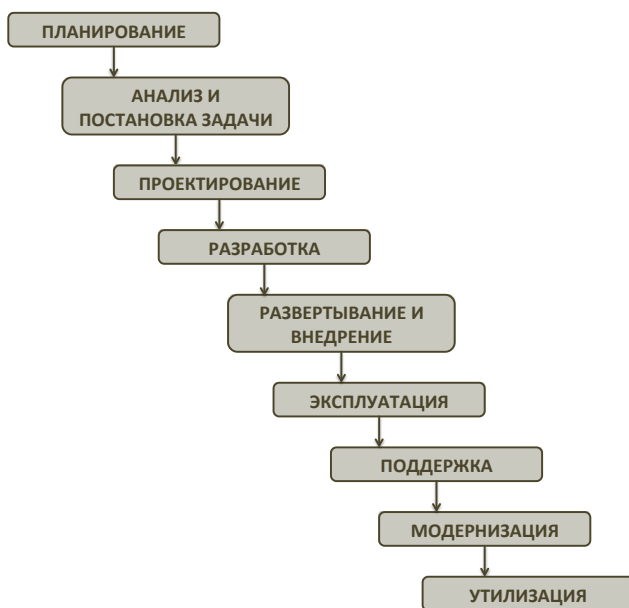 ПЛАНИРОВАНИЕ
АНАЛИЗ И
ПОСТАНОВКА ЗАДАЧИ
ПРОЕКТИРОВАНИЕ
РАЗРАБОТКА
РАЗВЕРТЫВАНИЕ И
ВНЕДРЕНИЕ
ЭКСПЛУАТАЦИЯ
ПОДДЕРЖКА
МОДЕРНИЗАЦИЯ
УТИЛИЗАЦИЯ